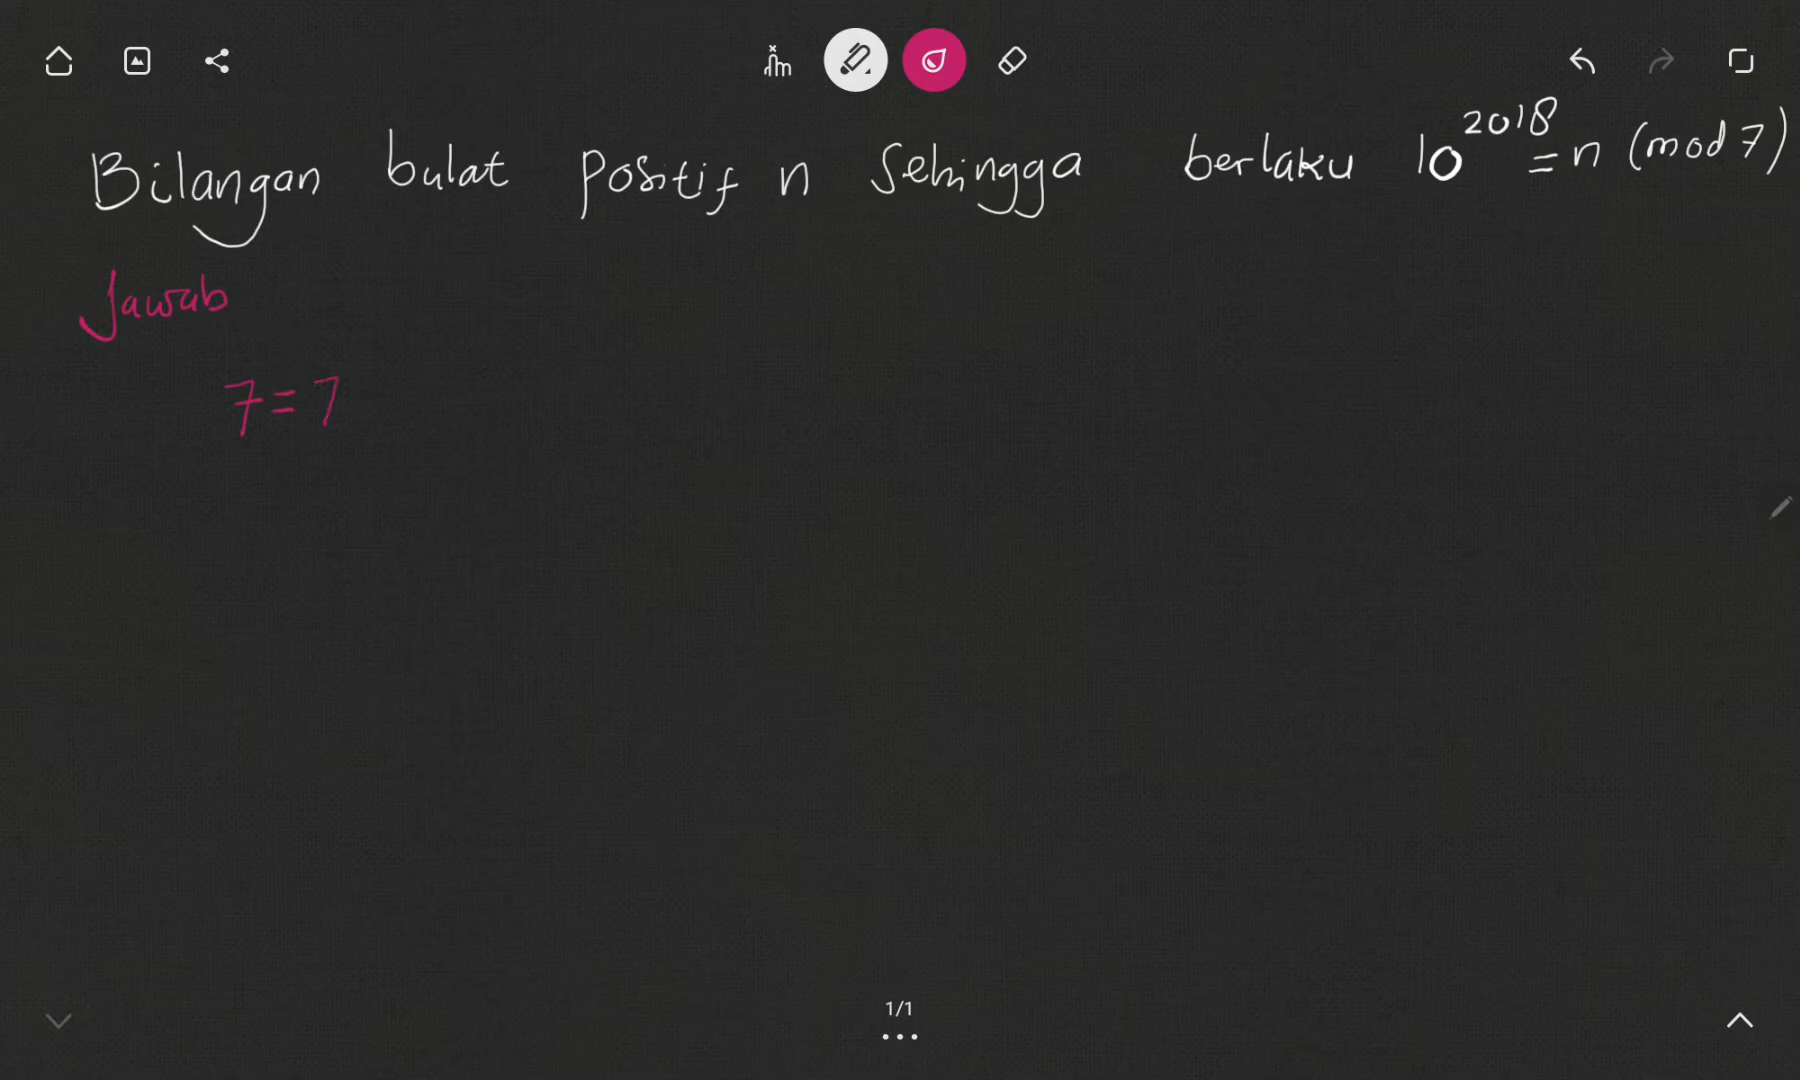 Bilangan bulat positif n sehingga berlaku 10^2018 = n (mod 7)
Jawab
7 = 7
1/1